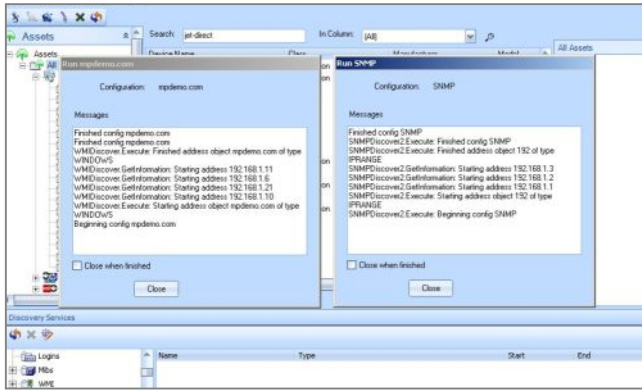 Search: jet-direct
In Column: (All)
Assets
All Assets
Device Name Class Manufacturer Model
Assets
All
Run mpdemo.com
Configuration: mpdemo.com
Messages
Finished config mpdemo.com
Finished config mpdemo.com
WMIDiscover.Execute: Finished address object mpdemo.com of type
WINDOWS
WMIDiscover.GetInformation: Starting address 192.168.1.11
WMIDiscover.GetInformation: Starting address 192.168.1.6
WMIDiscover.GetInformation: Starting address 192.168.1.21
WMIDiscover.GetInformation: Starting address 192.168.1.10
WMIDiscover.Execute: Starting address object mpdemo.com of type
WINDOWS
Beginning config mpdemo.com
Close when finished
Close
Run SNMP
Configuration: SNMP
Messages
Finished config SNMP
SNMPDiscover2.Execute: Finished config SNMP
SNMPDiscover2.Execute: Finished address object 192 of type
IPRANGE
SNMPDiscover2.GetInformation: Starting address 192.168.1.3
SNMPDiscover2.GetInformation: Starting address 192.168.1.2
SNMPDiscover2.GetInformation: Starting address 192.168.1.1
SNMPDiscover2.Execute: Starting address object 192 of type
IPRANGE
SNMPDiscover2.Execute: Beginning config SNMP
Close when finished
Close
Discovery Services
Logins
Mibs
WMI
Name Type Start End